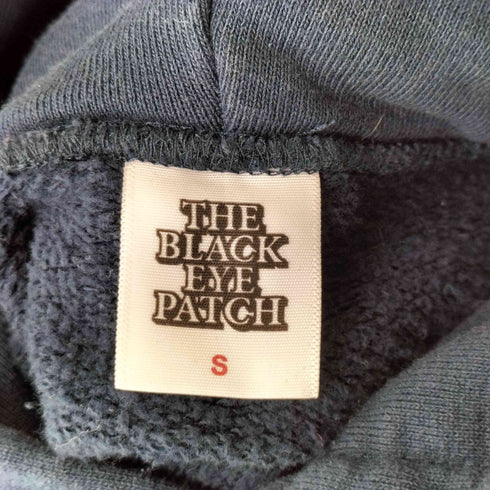 THE
BLACK
EYE
PATCH
S